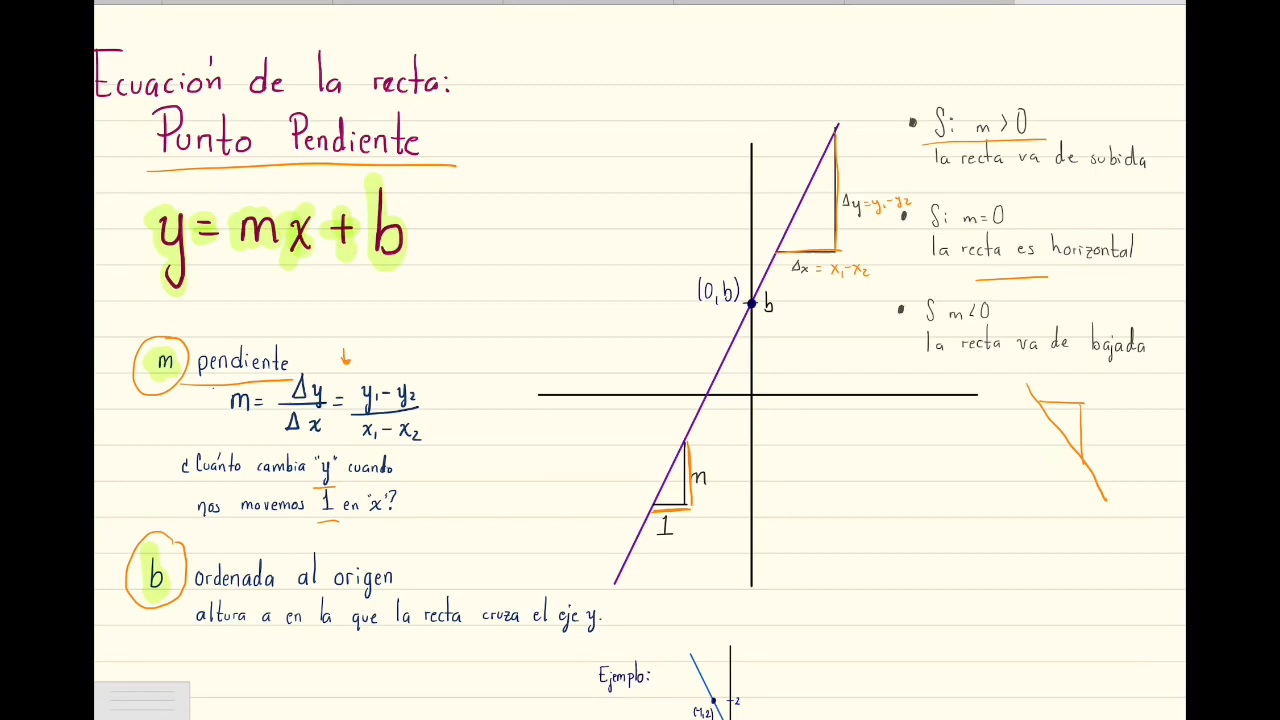 Ecuación de la recta:
Punto Pendiente
y = mx + b
m pendiente
m = Δy / Δx = y₁ - y₂ / x₁ - x₂
¿Cuánto cambia "y" cuando
nos movemos 1 en "x"?
b ordenada al origen
altura a en la que la recta cruza el eje y.
(0, b)
b
Δy = y₁ - y₂
Δx = x₁ - x₂
m
1
• Si m > 0
la recta va de subida
• Si m = 0
la recta es horizontal
• S m < 0
la recta va de bajada
Ejemplo:
2
(-1, 2)